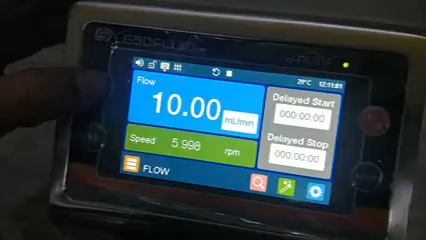 LEADFLUID
29°C 12:11:01
Flow
10.00
mL/min
Delayed Start
000:00:00
Speed 5.998 rpm
Delayed Stop
000:00:00
FLOW